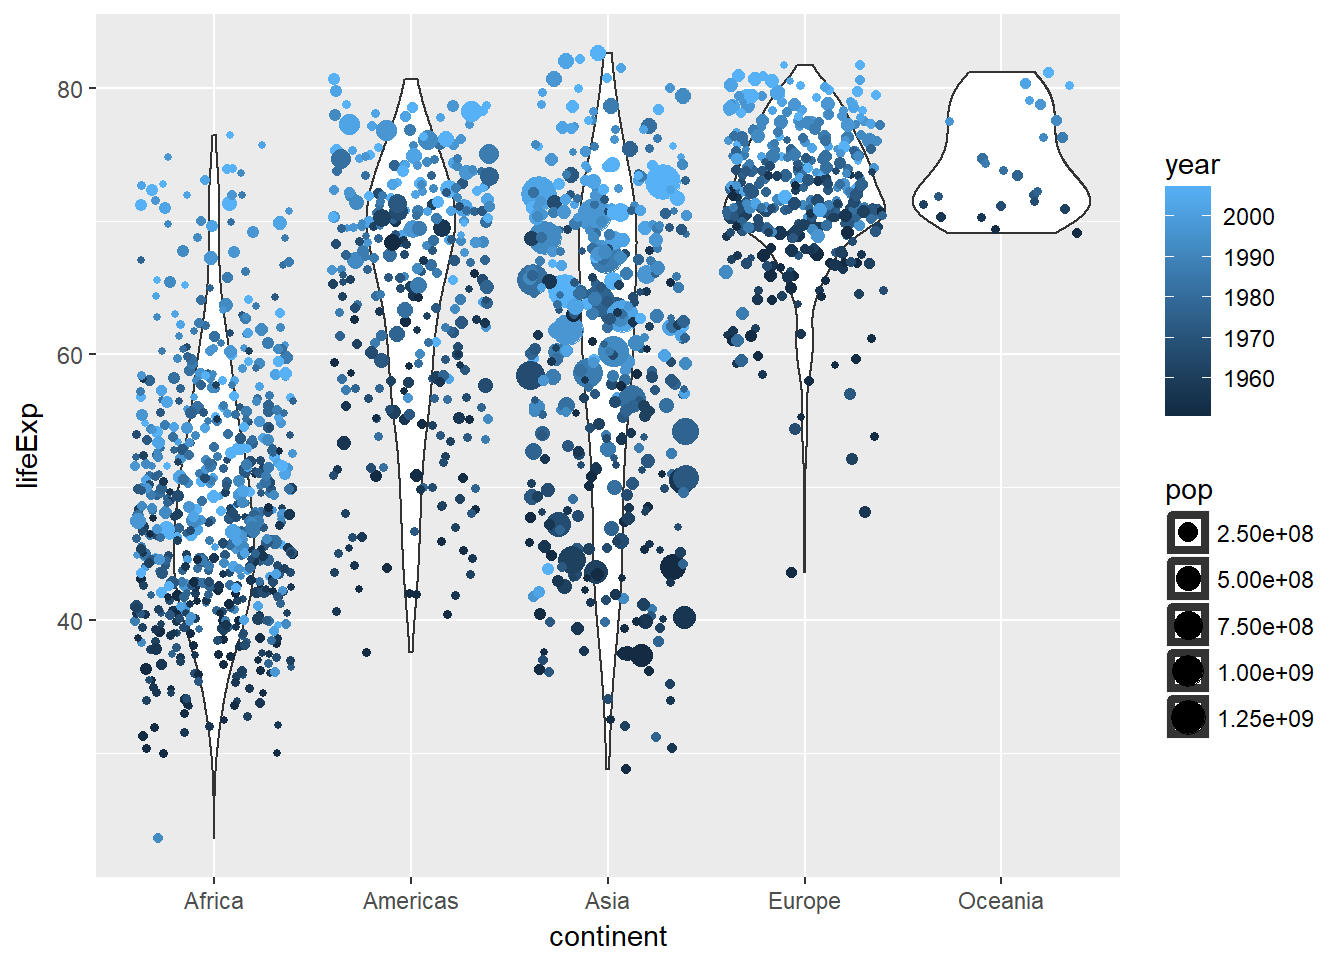 80
60
40
lifeExp
Africa Americas Asia Europe Oceania
continent
year
2000
1990
1980
1970
1960
pop
2.50e+08
5.00e+08
7.50e+08
1.00e+09
1.25e+09